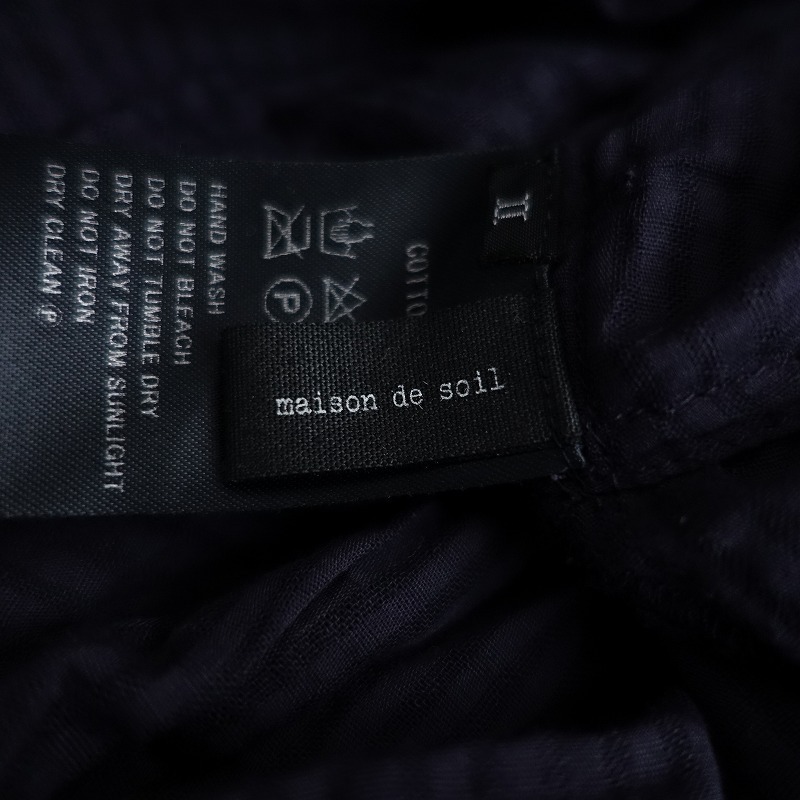 II
maison de soil
HAND WASH
DO NOT BLEACH
DO NOT TUMBLE DRY
DRY AWAY FROM SUNLIGHT
DO NOT IRON
DRY CLEAN Ⓟ
Ⓟ